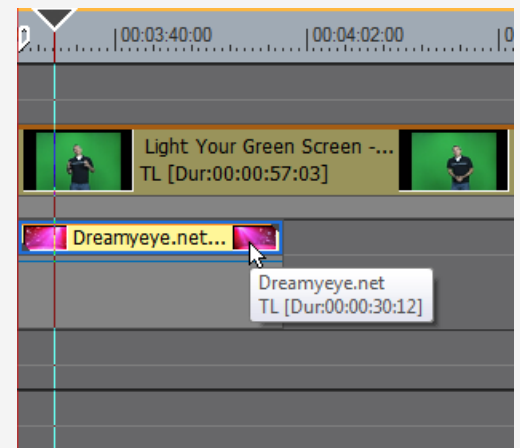 00:03:40:00 00:04:02:00 0
Light Your Green Screen -...
TL [Dur:00:00:57:03]
Dreamyeye.net...
Dreamyeye.net
TL [Dur:00:00:30:12]